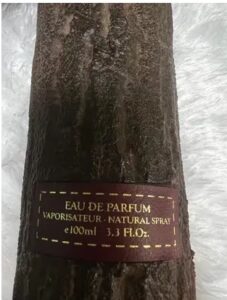 EAU DE PARFUM
VAPORISATEUR - NATURAL SPRAY
e100ml 3.3 Fl.Oz.